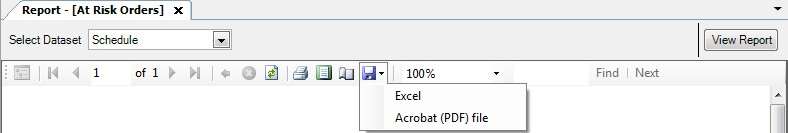 Report - [At Risk Orders]
Select Dataset Schedule View Report
1 of 1 100% Find Next
Excel
Acrobat (PDF) file